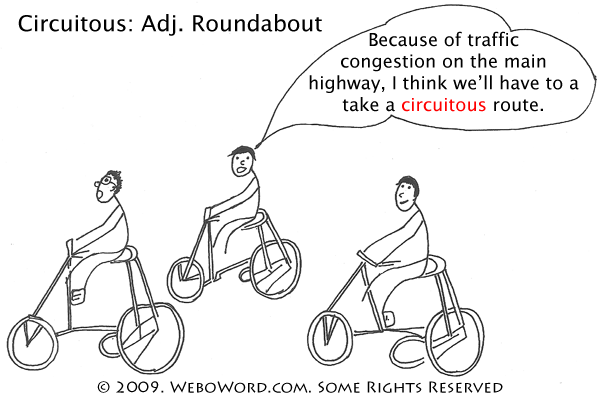 Circuitous: Adj. Roundabout
Because of traffic
congestion on the main
highway, I think we'll have to a
take a circuitous route.
© 2009. WeboWord.com. Some Rights Reserved